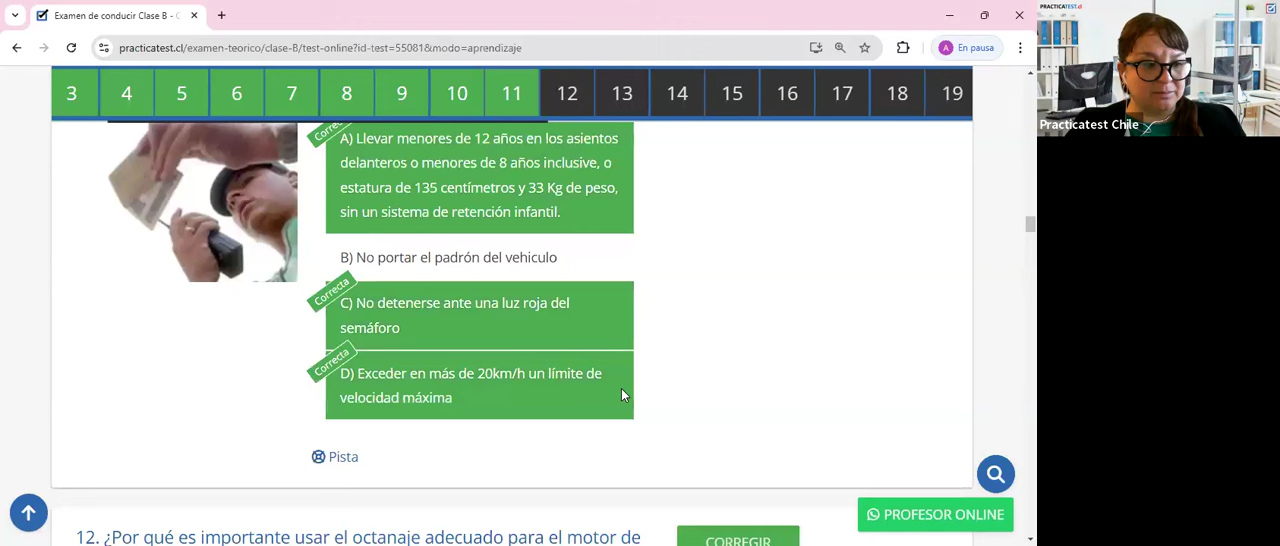 Examen de conducir Clase B - C
practicatest.cl/examen-teorico/clase-B/test-online?id-test=55081&modo=aprendizaje
A
En pausa
PRACTICATEST.cl
Practicatest Chile
3 4 5 6 7 8 9 10 11 12 13 14 15 16 17 18 19
Correcta
A) Llevar menores de 12 años en los asientos
delanteros o menores de 8 años inclusive, o
estatura de 135 centímetros y 33 Kg de peso,
sin un sistema de retención infantil.
B) No portar el padrón del vehiculo
Correcta
C) No detenerse ante una luz roja del
semáforo
Correcta
D) Exceder en más de 20km/h un límite de
velocidad máxima
Pista
PROFESOR ONLINE
12. ¿Por qué es importante usar el octanaje adecuado para el motor de
CORREGIR